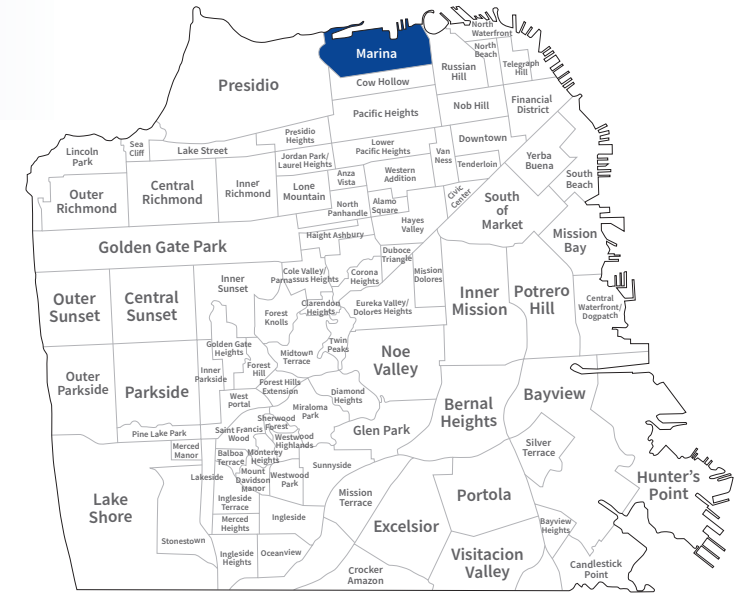 North
Waterfront
Marina
North
Beach
Russian
Hill
Telegraph
Hill
Presidio
Cow Hollow
Pacific Heights
Nob Hill
Financial
District
Presidio
Heights
Sea
Cliff
Lake Street
Lincoln
Park
Lower
Pacific Heights
Downtown
Van
Ness
Tenderloin
Yerba
Buena
Jordan Park/
Laurel Heights
Anza
Vista
Western
Addition
South
Beach
Outer
Richmond
Central
Richmond
Inner
Richmond
Lone
Mountain
Civic
Center
South
of
Market
North
Panhandle
Alamo
Square
Hayes
Valley
Mission
Bay
Golden Gate Park
Haight Ashbury
Duboce
Triangle
Cole Valley/
Parnassus Heights
Corona
Heights
Mission
Dolores
Inner
Sunset
Outer
Sunset
Central
Sunset
Inner
Mission
Potrero
Hill
Central
Waterfront/
Dogpatch
Clarendon
Heights
Eureka Valley/
Dolores Heights
Forest
Knolls
Twin
Peaks
Golden Gate
Heights
Midtown
Terrace
Noe
Valley
Forest
Hill
Inner
Parkside
Outer
Parkside
Parkside
Forest Hills
Extension
Diamond
Heights
West
Portal
Miraloma
Park
Bernal
Heights
Bayview
Sherwood
Forest
Saint Francis
Wood
Glen Park
Pine Lake Park
Westwood
Highlands
Merced
Manor
Balboa
Terrace
Monterey
Heights
Silver
Terrace
Sunnyside
Lakeside
Mount
Davidson
Manor
Westwood
Park
Hunter's
Point
Lake
Shore
Ingleside
Terrace
Mission
Terrace
Portola
Merced
Heights
Ingleside
Excelsior
Bayview
Heights
Stonestown
Ingleside
Heights
Oceanview
Visitacion
Valley
Crocker
Amazon
Candlestick
Point